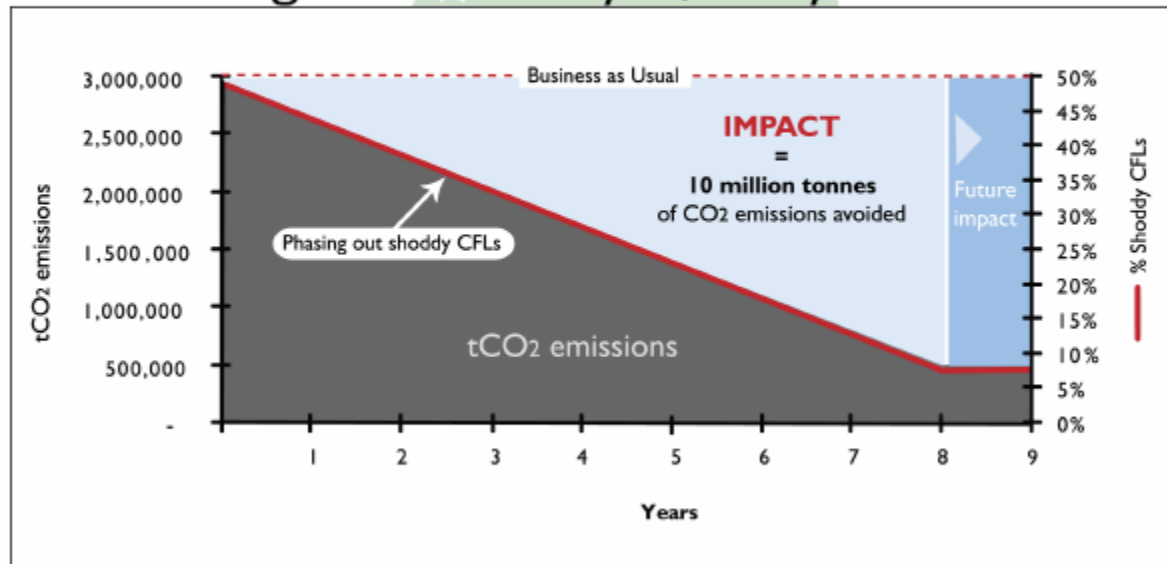 Business as Usual
3,000,000
2,500,000
2,000,000
1,500.000
1,000,000
500,000
-
tCO2 emissions
IMPACT
=
10 million tonnes
of CO2 emissions avoided
Future
impact
Phasing out shoddy CFLs
tCO2 emissions
50%
45%
40%
35%
30%
25%
20%
15%
10%
5%
0%
% Shoddy CFLs
1 2 3 4 5 6 7 8 9
Years